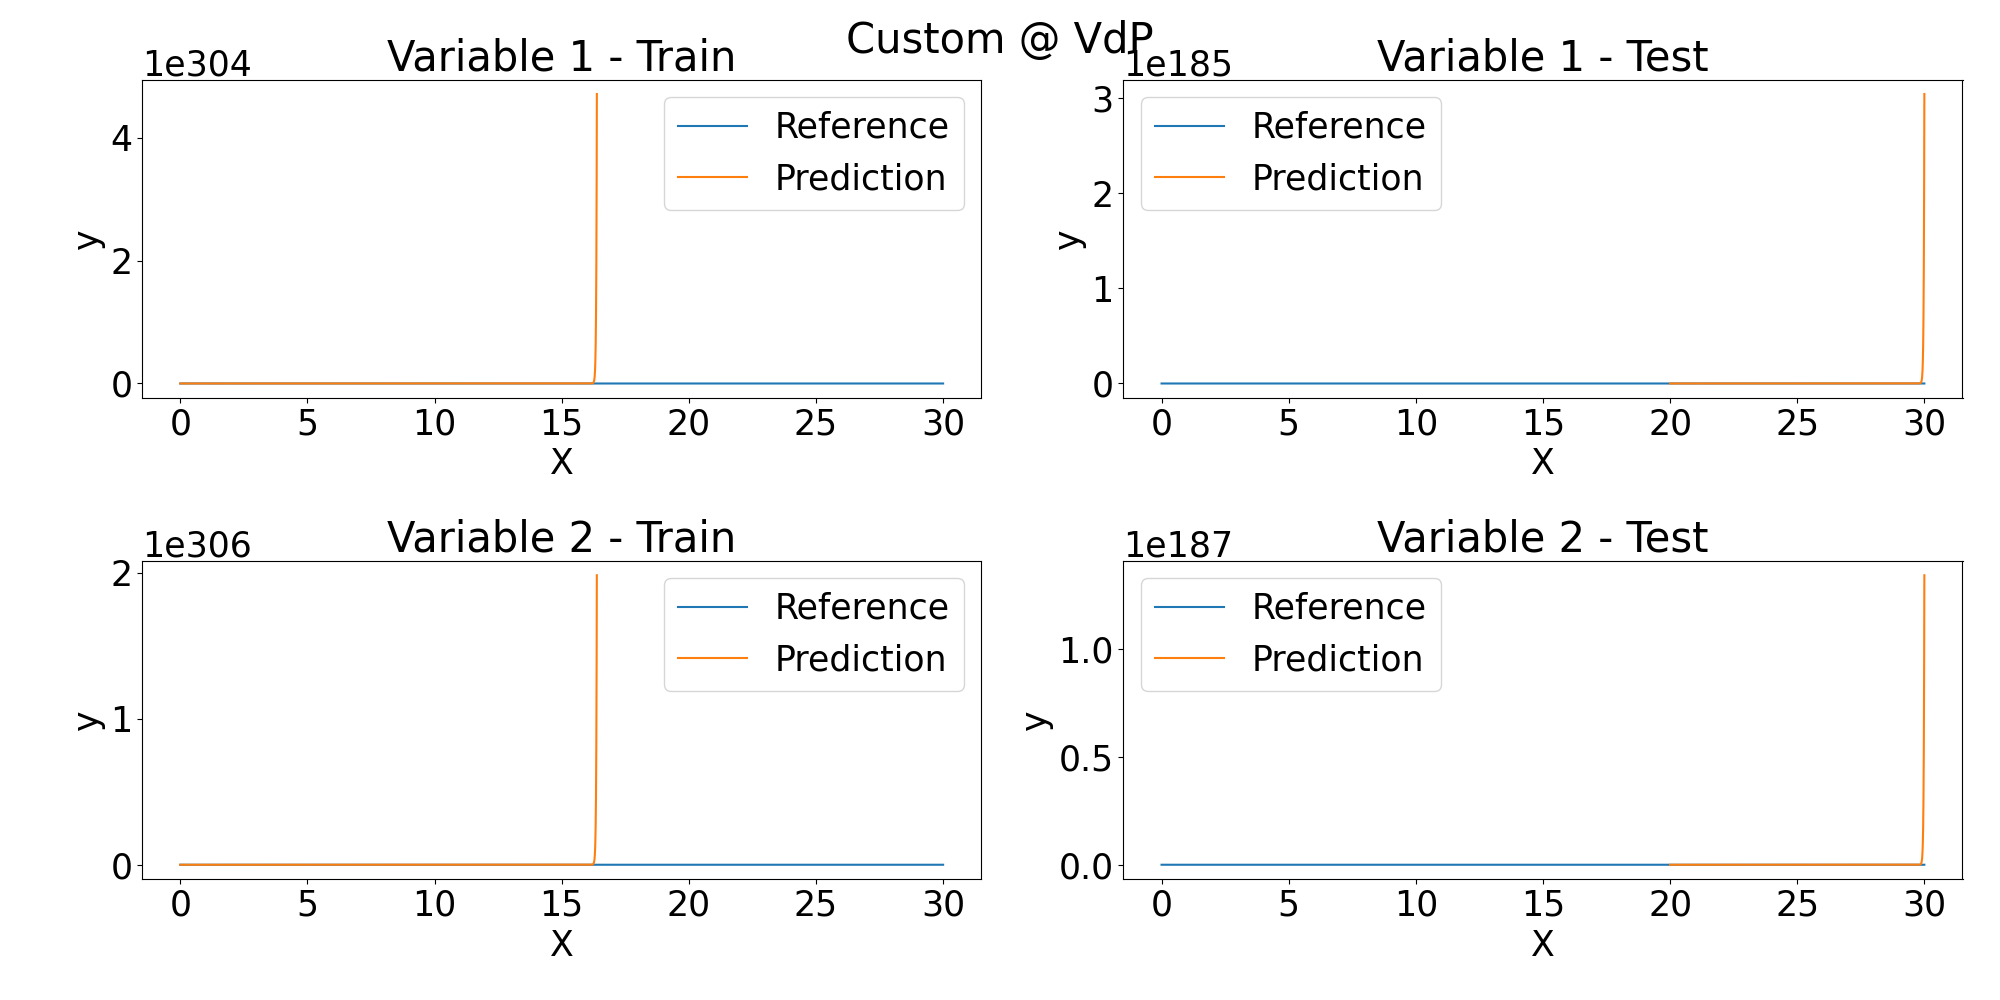 Custom @ VdP
Variable 1 - Train
1e304
4
2
0
y
Reference
Prediction
0 5 10 15 20 25 30
X
Variable 1 - Test
1e185
3
2
1
0
y
Reference
Prediction
0 5 10 15 20 25 30
X
Variable 2 - Train
1e306
2
1
0
y
Reference
Prediction
0 5 10 15 20 25 30
X
Variable 2 - Test
1e187
1.0
0.5
0.0
y
Reference
Prediction
0 5 10 15 20 25 30
X